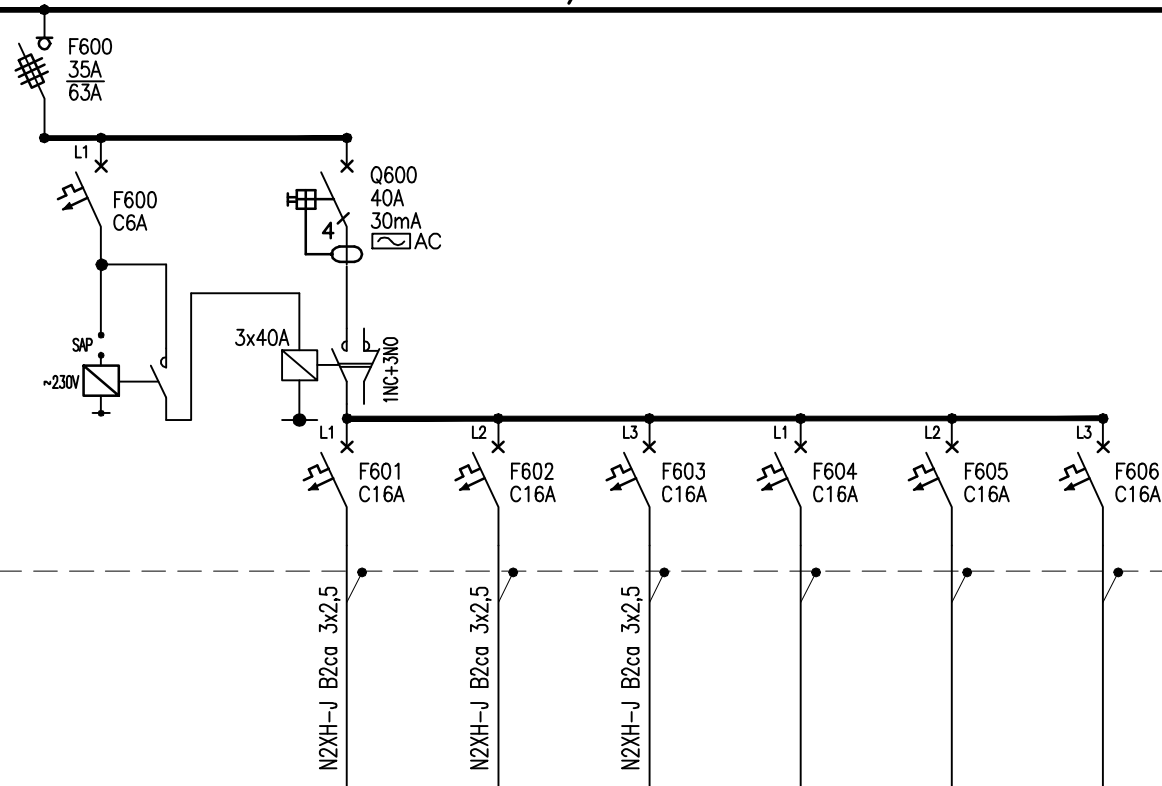 F600
35A
63A
L1
F600
C6A
Q600
40A
30mA
AC
4
SAP
~230V
3x40A
1NC+3NO
L1
L2
L3
L1
L2
L3
F601
C16A
F602
C16A
F603
C16A
F604
C16A
F605
C16A
F606
C16A
N2XH-J B2ca 3x2,5
N2XH-J B2ca 3x2,5
N2XH-J B2ca 3x2,5